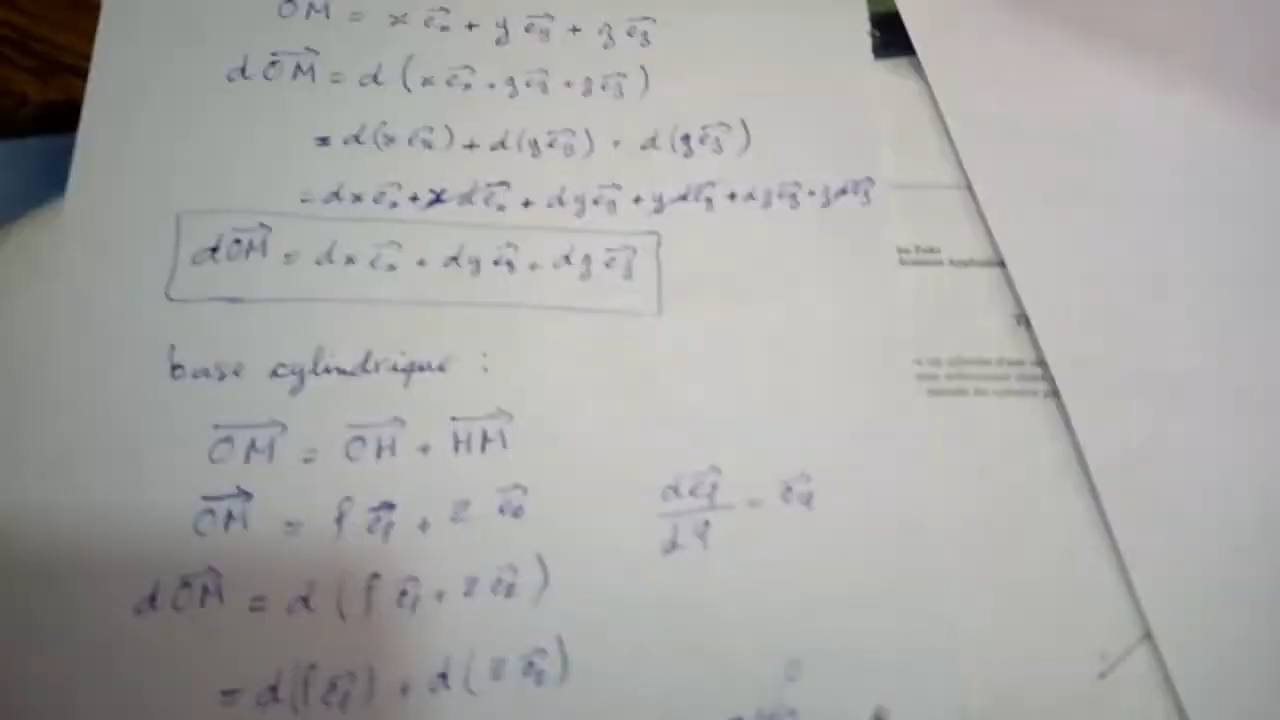 OM = x e⃗x + y e⃗y + z e⃗z
dOM⃗ = d (x e⃗x + y e⃗y + z e⃗z)
= d(x e⃗x) + d(y e⃗y) + d(z e⃗z)
= dx e⃗x + x de⃗x + dy e⃗y + y de⃗y + dz e⃗z + z de⃗z
dOM⃗ = dx e⃗x + dy e⃗y + dz e⃗z
base cylindrique :
OM⃗ = OH⃗ + HM⃗
OM⃗ = ρ e⃗ρ + z e⃗z
de⃗ρ/dφ = e⃗φ
dOM⃗ = d (ρ e⃗ρ + z e⃗z)
= d(ρ e⃗ρ) + d(z e⃗z)